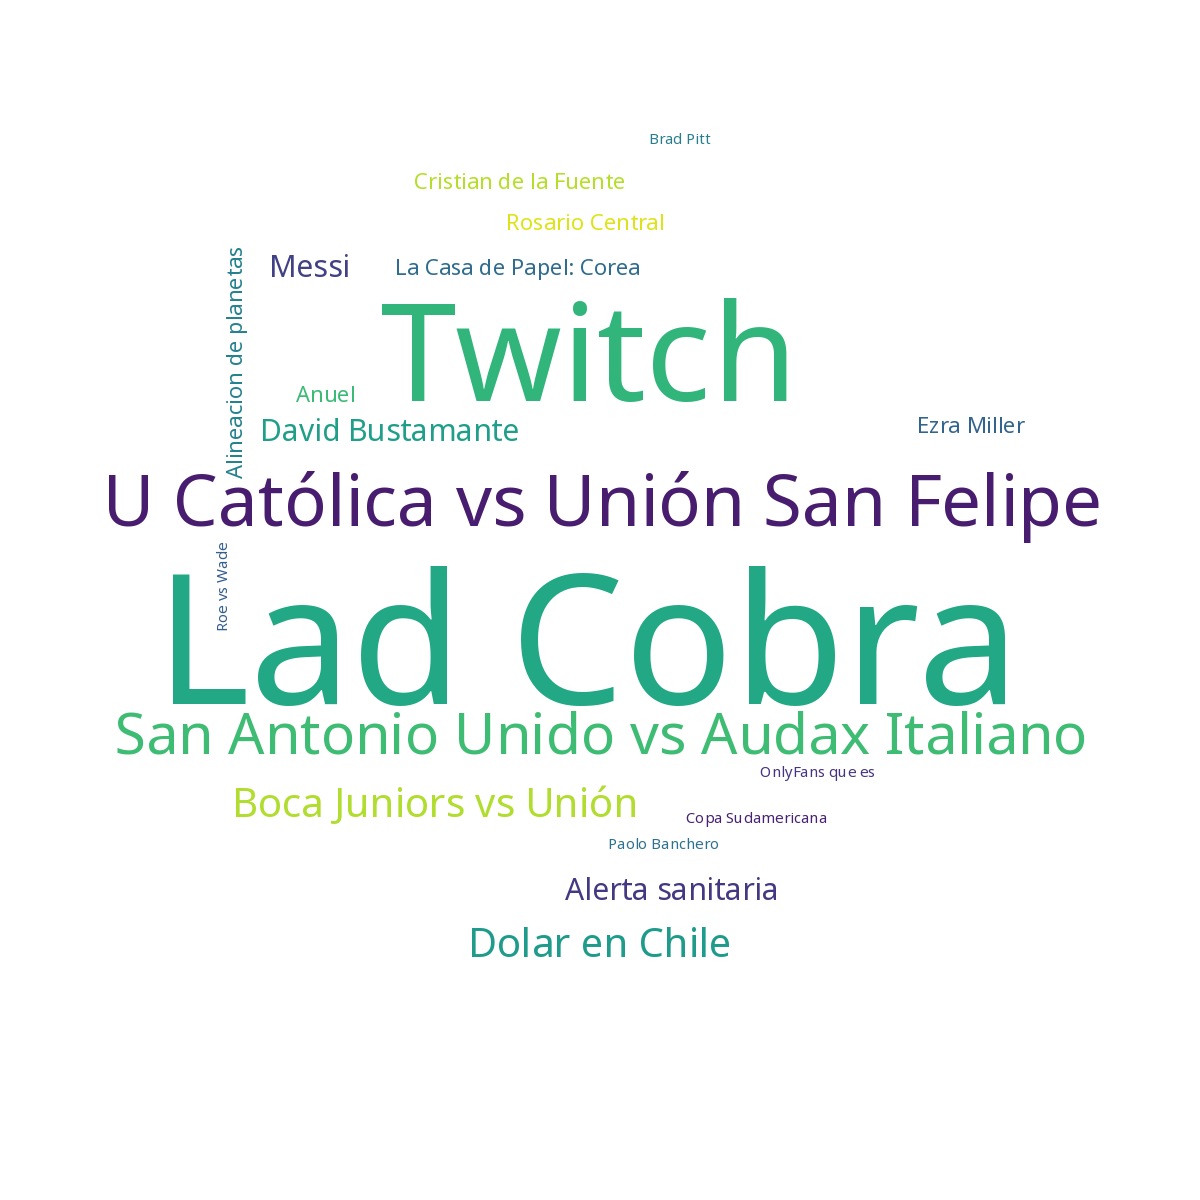 Brad Pitt
Cristian de la Fuente
Rosario Central
Alineacion de planetas
Messi
La Casa de Papel: Corea
Twitch
Anuel
David Bustamante
Ezra Miller
U Católica vs Unión San Felipe
Roe vs Wade
Lad Cobra
San Antonio Unido vs Audax Italiano
OnlyFans que es
Boca Juniors vs Unión
Copa Sudamericana
Paolo Banchero
Alerta sanitaria
Dolar en Chile